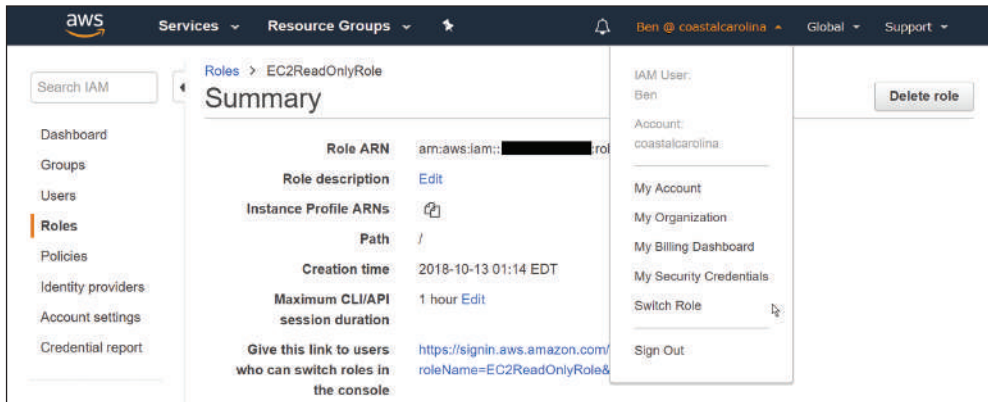 aws Services Resource Groups Ben @ coastalcarolina Global Support
Search IAM
Dashboard
Groups
Users
Roles
Policies
Identity providers
Account settings
Credential report
Roles > EC2ReadOnlyRole
Summary
Delete role
Role ARN arn:aws:iam:: :rol
Role description Edit
Instance Profile ARNs
Path /
Creation time 2018-10-13 01:14 EDT
Maximum CLI/API
session duration
1 hour Edit
Give this link to users
who can switch roles in
the console
https://signin.aws.amazon.com/
roleName=EC2ReadOnlyRole&
IAM User:
Ben
Account:
coastalcarolina
My Account
My Organization
My Billing Dashboard
My Security Credentials
Switch Role
Sign Out